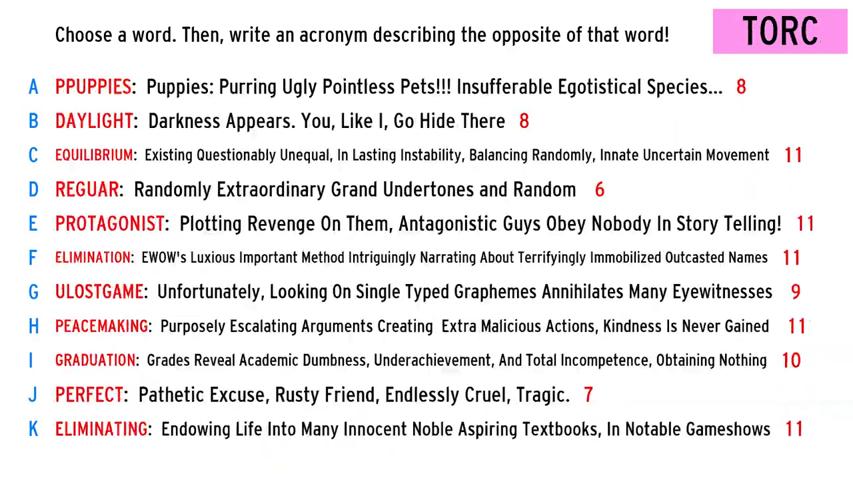 Choose a word. Then, write an acronym describing the opposite of that word!
TORC
A PPUPPIES: Puppies: Purring Ugly Pointless Pets!!! Insufferable Egotistical Species... 8
B DAYLIGHT: Darkness Appears. You, Like I, Go Hide There 8
C EQUILIBRIUM: Existing Questionably Unequal, In Lasting Instability, Balancing Randomly, Innate Uncertain Movement 11
D REGUAR: Randomly Extraordinary Grand Undertones and Random 6
E PROTAGONIST: Plotting Revenge On Them, Antagonistic Guys Obey Nobody In Story Telling! 11
F ELIMINATION: EWOW's Luxious Important Method Intriguingly Narrating About Terrifyingly Immobilized Outcasted Names 11
G ULOSTGAME: Unfortunately, Looking On Single Typed Graphemes Annihilates Many Eyewitnesses 9
H PEACEMAKING: Purposely Escalating Arguments Creating Extra Malicious Actions, Kindness Is Never Gained 11
I GRADUATION: Grades Reveal Academic Dumbness, Underachievement, And Total Incompetence, Obtaining Nothing 10
J PERFECT: Pathetic Excuse, Rusty Friend, Endlessly Cruel, Tragic. 7
K ELIMINATING: Endowing Life Into Many Innocent Noble Aspiring Textbooks, In Notable Gameshows 11